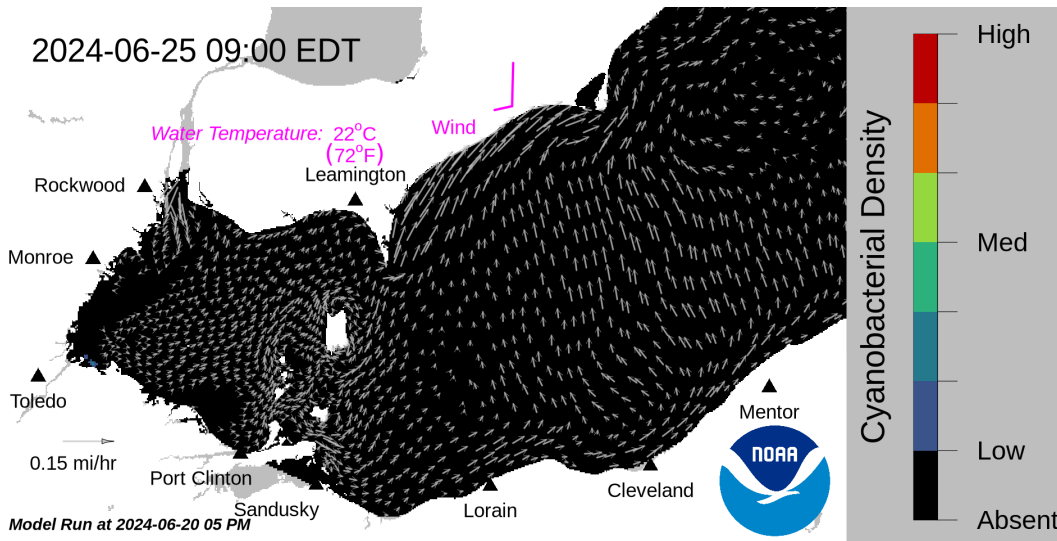 2024-06-25 09:00 EDT
High
Water Temperature: 22°C
(72°F)
Wind
Leamington
Rockwood
Monroe
Med
Cyanobacterial Density
Toledo
Mentor
0.15 mi/hr
NOAA
Low
Port Clinton
Cleveland
Sandusky
Lorain
Model Run at 2024-06-20 05 PM
Absent